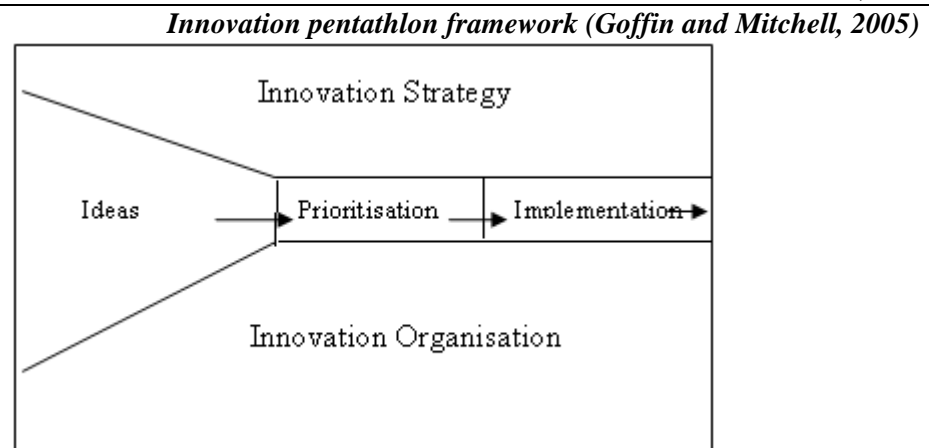 Innovation pentathlon framework (Goffin and Mitchell, 2005)
Innovation Strategy
Ideas Prioritisation Implementation
Innovation Organisation